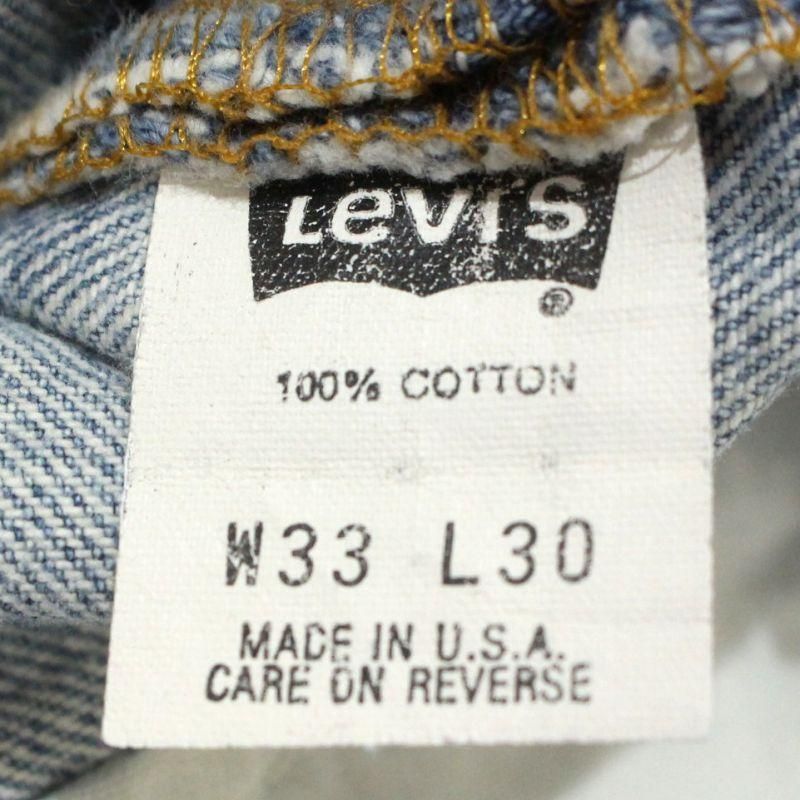 Levi's
®
100% COTTON
W33 L30
MADE IN U.S.A.
CARE ON REVERSE